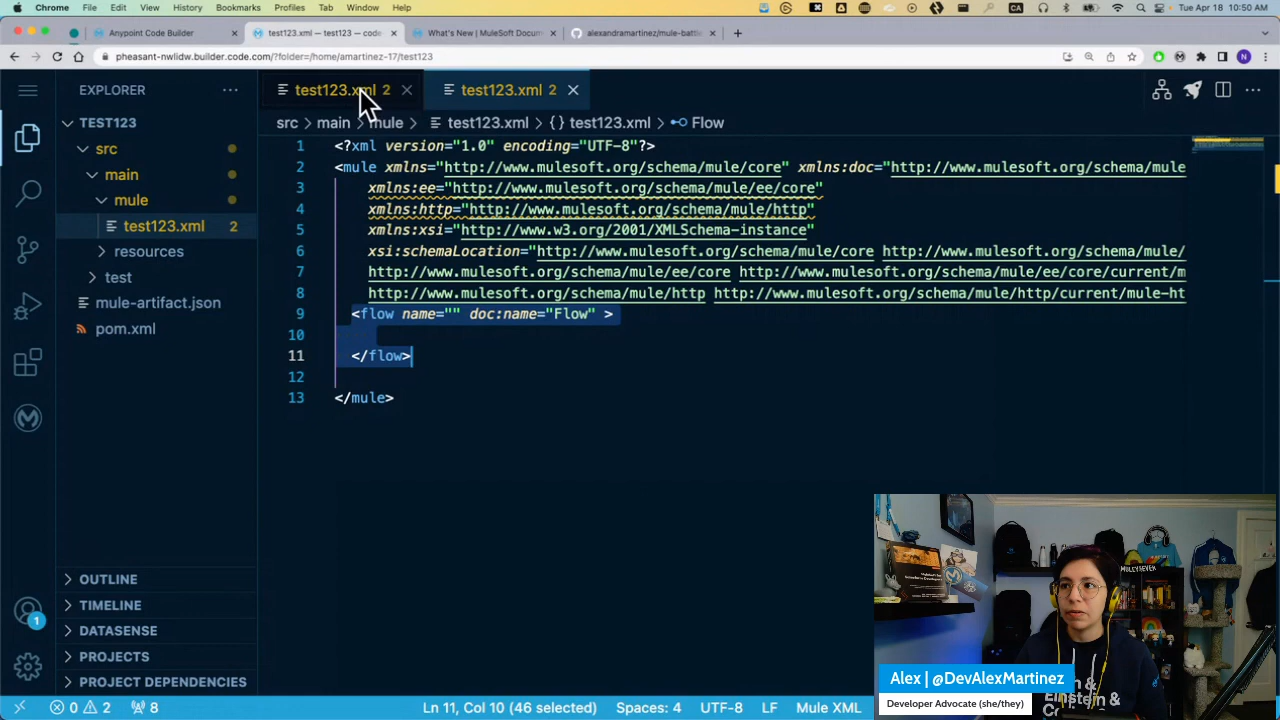 Chrome File Edit View History Bookmarks Profiles Tab Window Help
Tue Apr 18 10:50 AM
Anypoint Code Builder
test123.xml — test123 — code
What's New | MuleSoft Docum
alexandramartinez/mule-battle
pheasant-nwlidw.builder.code.com/?folder=/home/amartinez-17/test123
EXPLORER
test123.xml 2
test123.xml 2
src > main > mule > test123.xml > {} test123.xml > Flow
TEST123
src
main
mule
test123.xml 2
resources
test
mule-artifact.json
pom.xml
1 <?xml version="1.0" encoding="UTF-8"?>
2 <mule xmlns="http://www.mulesoft.org/schema/mule/core" xmlns:doc="http://www.mulesoft.org/schema/mule
3 xmlns:ee="http://www.mulesoft.org/schema/mule/ee/core"
4 xmlns:http="http://www.mulesoft.org/schema/mule/http"
5 xmlns:xsi="http://www.w3.org/2001/XMLSchema-instance"
6 xsi:schemaLocation="http://www.mulesoft.org/schema/mule/core http://www.mulesoft.org/schema/mule/
7 http://www.mulesoft.org/schema/mule/ee/core http://www.mulesoft.org/schema/mule/ee/core/current/m
8 http://www.mulesoft.org/schema/mule/http http://www.mulesoft.org/schema/mule/http/current/mule-ht
9 <flow name="" doc:name="Flow" >
10
11 </flow>
12
13 </mule>
OUTLINE
TIMELINE
DATASENSE
PROJECTS
PROJECT DEPENDENCIES
1
0 2 8
Ln 11, Col 10 (46 selected) Spaces: 4 UTF-8 LF Mule XML
Alex | @DevAlexMartinez
Developer Advocate (she/they)
Einstein &